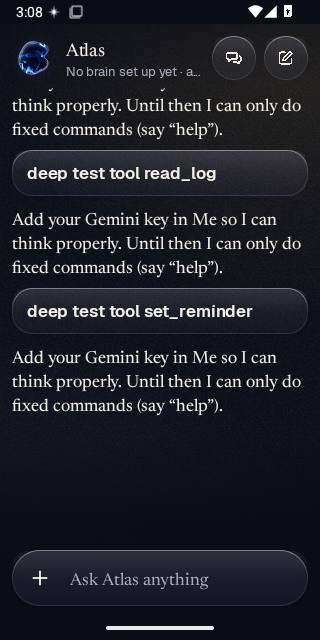 3:08
Atlas
No brain set up yet · a...
think properly. Until then I can only do
fixed commands (say “help”).
deep test tool read_log
Add your Gemini key in Me so I can
think properly. Until then I can only do
fixed commands (say “help”).
deep test tool set_reminder
Add your Gemini key in Me so I can
think properly. Until then I can only do
fixed commands (say “help”).
Ask Atlas anything